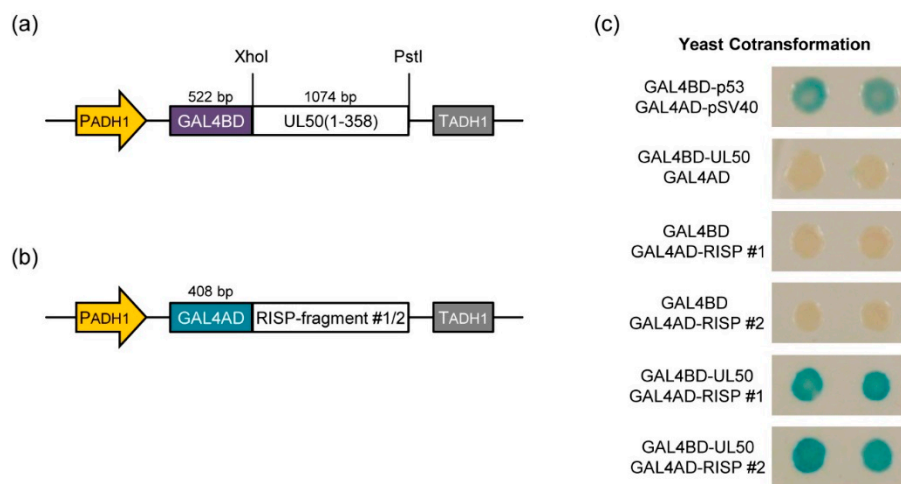 (a)
XhoI
PstI
522 bp
1074 bp
PADH1
GAL4BD
UL50(1-358)
TADH1
(b)
408 bp
PADH1
GAL4AD
RISP-fragment #1/2
TADH1
(c)
Yeast Cotransformation
GAL4BD-p53
GAL4AD-pSV40
GAL4BD-UL50
GAL4AD
GAL4BD
GAL4AD-RISP #1
GAL4BD
GAL4AD-RISP #2
GAL4BD-UL50
GAL4AD-RISP #1
GAL4BD-UL50
GAL4AD-RISP #2